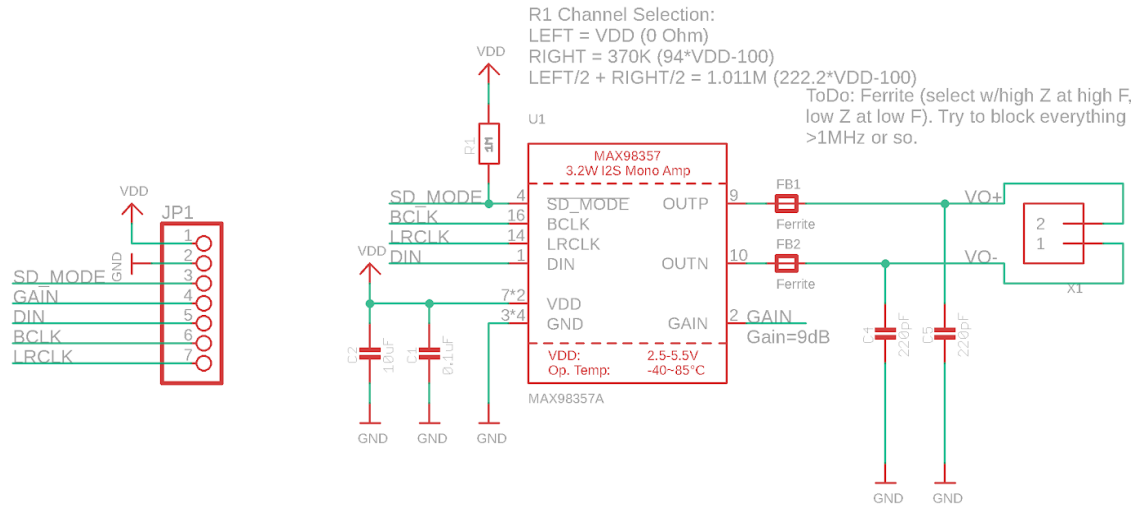 R1 Channel Selection:
LEFT = VDD (0 Ohm)
RIGHT = 370K (94*VDD-100)
LEFT/2 + RIGHT/2 = 1.011M (222.2*VDD-100)
ToDo: Ferrite (select w/high Z at high F,
low Z at low F). Try to block everything
>1MHz or so.
VDD
R1
1M
U1
MAX98357
3.2W I2S Mono Amp
SD_MODE 4 SD_MODE
BCLK 16 BCLK
LRCLK 14 LRCLK
DIN 1 DIN
7*2 VDD
3*4 GND
OUTP 9
OUTN 10
GAIN 2 GAIN
Gain=9dB
VDD: 2.5-5.5V
Op. Temp: -40~85°C
MAX98357A
FB1
Ferrite
FB2
Ferrite
VO+
VO-
2
1
X1
VDD
JP1
1
GND 2
SD_MODE 3
GAIN 4
DIN 5
BCLK 6
LRCLK 7
VDD
C2
10uF
C1
0.1uF
GND
GND
GND
C4
220pF
C5
220pF
GND
GND